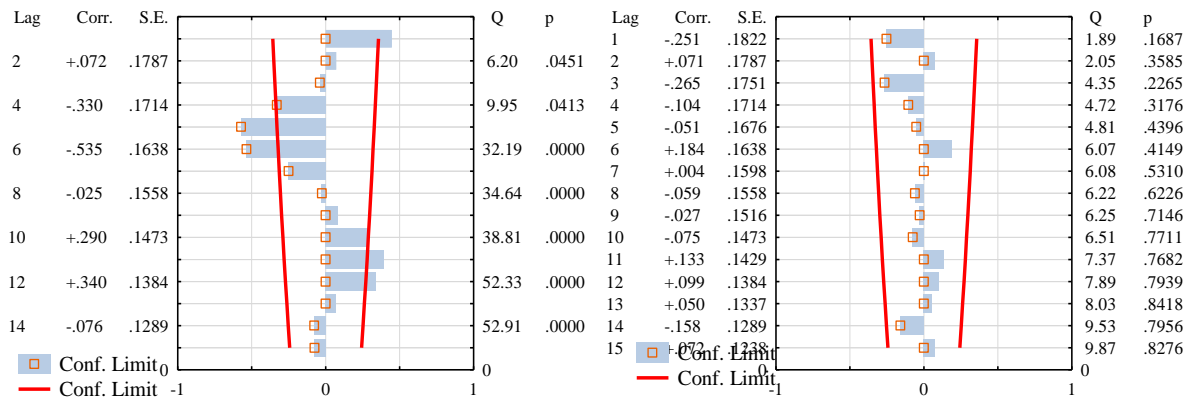 Lag Corr. S.E. Q p
2 +.072 .1787 6.20 .0451
4 -.330 .1714 9.95 .0413
6 -.535 .1638 32.19 .0000
8 -.025 .1558 34.64 .0000
10 +.290 .1473 38.81 .0000
12 +.340 .1384 52.33 .0000
14 -.076 .1289 52.91 .0000
0 0
-1 0 1
Conf. Limit
Conf. Limit
Lag Corr. S.E. Q p
1 -.251 .1822 1.89 .1687
2 +.071 .1787 2.05 .3585
3 -.265 .1751 4.35 .2265
4 -.104 .1714 4.72 .3176
5 -.051 .1676 4.81 .4396
6 +.184 .1638 6.07 .4149
7 +.004 .1598 6.08 .5310
8 -.059 .1558 6.22 .6226
9 -.027 .1516 6.25 .7146
10 -.075 .1473 6.51 .7711
11 +.133 .1429 7.37 .7682
12 +.099 .1384 7.89 .7939
13 +.050 .1337 8.03 .8418
14 -.158 .1289 9.53 .7956
15 +.072 .1238 9.87 .8276
0 0
-1 0 1
Conf. Limit
Conf. Limit